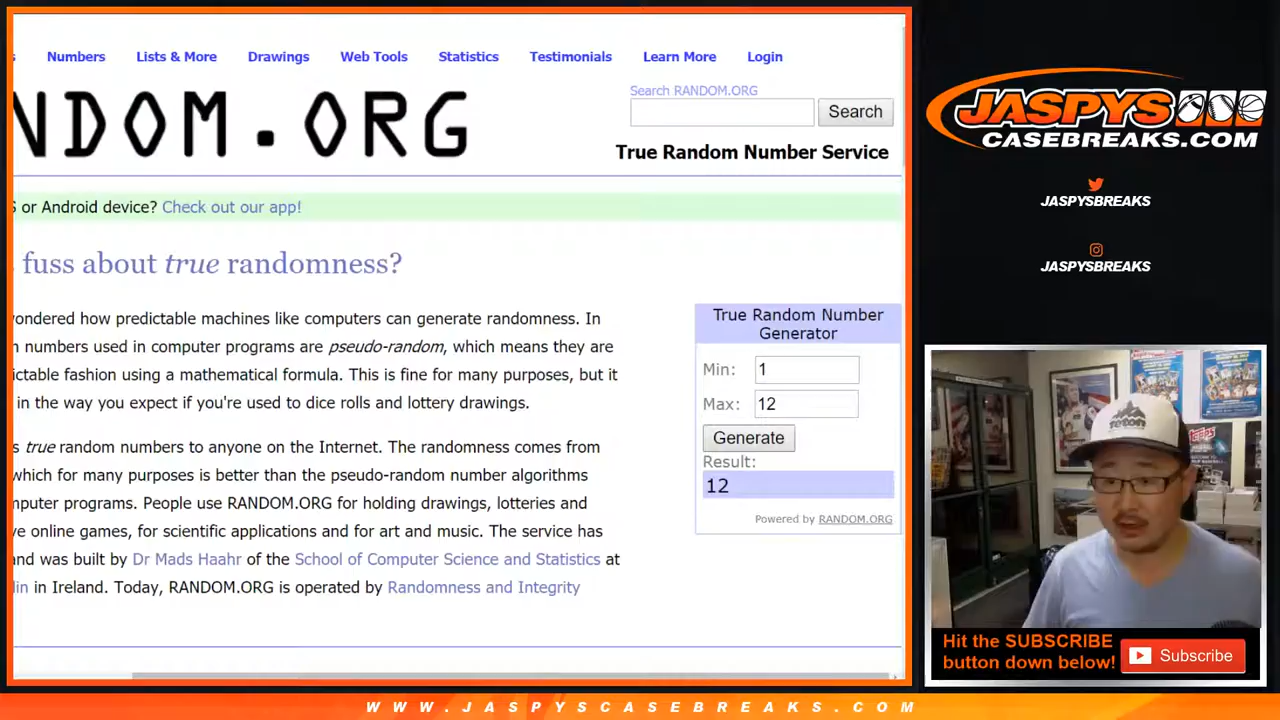 Numbers Lists & More Drawings Web Tools Statistics Testimonials Learn More Login
Search RANDOM.ORG
NDOM.ORG
Search
True Random Number Service
S or Android device? Check out our app!
fuss about true randomness?
ondered how predictable machines like computers can generate randomness. In
n numbers used in computer programs are pseudo-random, which means they are
ictable fashion using a mathematical formula. This is fine for many purposes, but it
in the way you expect if you're used to dice rolls and lottery drawings.
s true random numbers to anyone on the Internet. The randomness comes from
which for many purposes is better than the pseudo-random number algorithms
mputer programs. People use RANDOM.ORG for holding drawings, lotteries and
ve online games, for scientific applications and for art and music. The service has
and was built by Dr Mads Haahr of the School of Computer Science and Statistics at
lin in Ireland. Today, RANDOM.ORG is operated by Randomness and Integrity
True Random Number
Generator
Min: 1
Max: 12
Generate
Result:
12
Powered by RANDOM.ORG
JASPYS
CASEBREAKS.COM
JASPYSBREAKS
JASPYSBREAKS
Hit the SUBSCRIBE
button down below!
Subscribe
WWW.JASPYSCASEBREAKS.COM